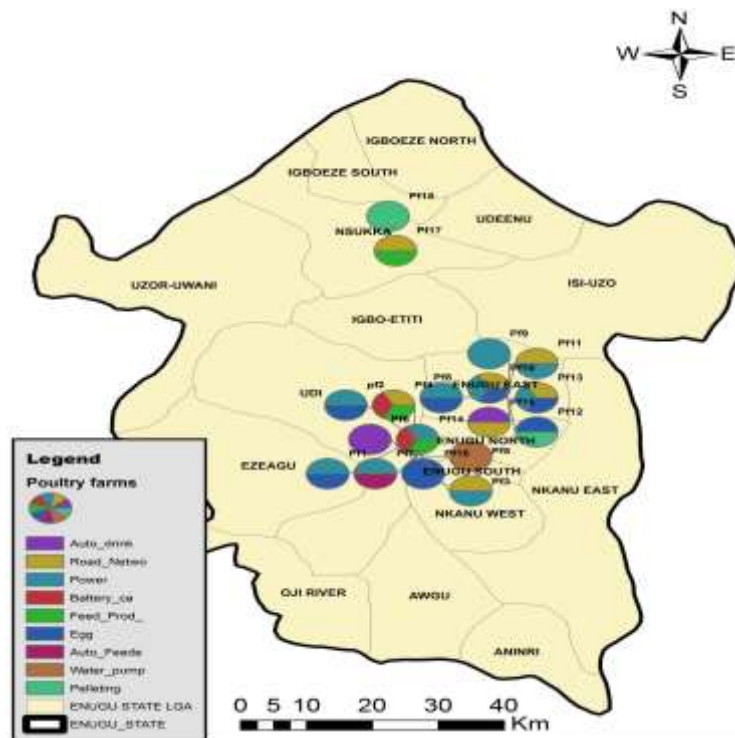 N
W E
S
IGBOEZE NORTH
IGBOEZE SOUTH
Pf18
UDEENU
NSUKKA
Pf17
UZOR-UWANI
ISI-UZO
IGBO-ETITI
Pf9
Pf11
Pf13
ENUGU EAST
UDI
pf2
Pf4
Pf12
Pf14
ENUGU NORTH
EZEAGU
Pf1
ENUGU SOUTH
Pf3
NKANU EAST
NKANU WEST
OJI RIVER
AWGU
ANINRI
Legend
Poultry farms
Auto_drink
Road_Netwo
Power
Battery_ca
Feed_Prod_
Egg
Auto_Feede
Water_pump
Pelleting
ENUGU STATE LGA
ENUGU_STATE
0 5 10 20 30 40
Km